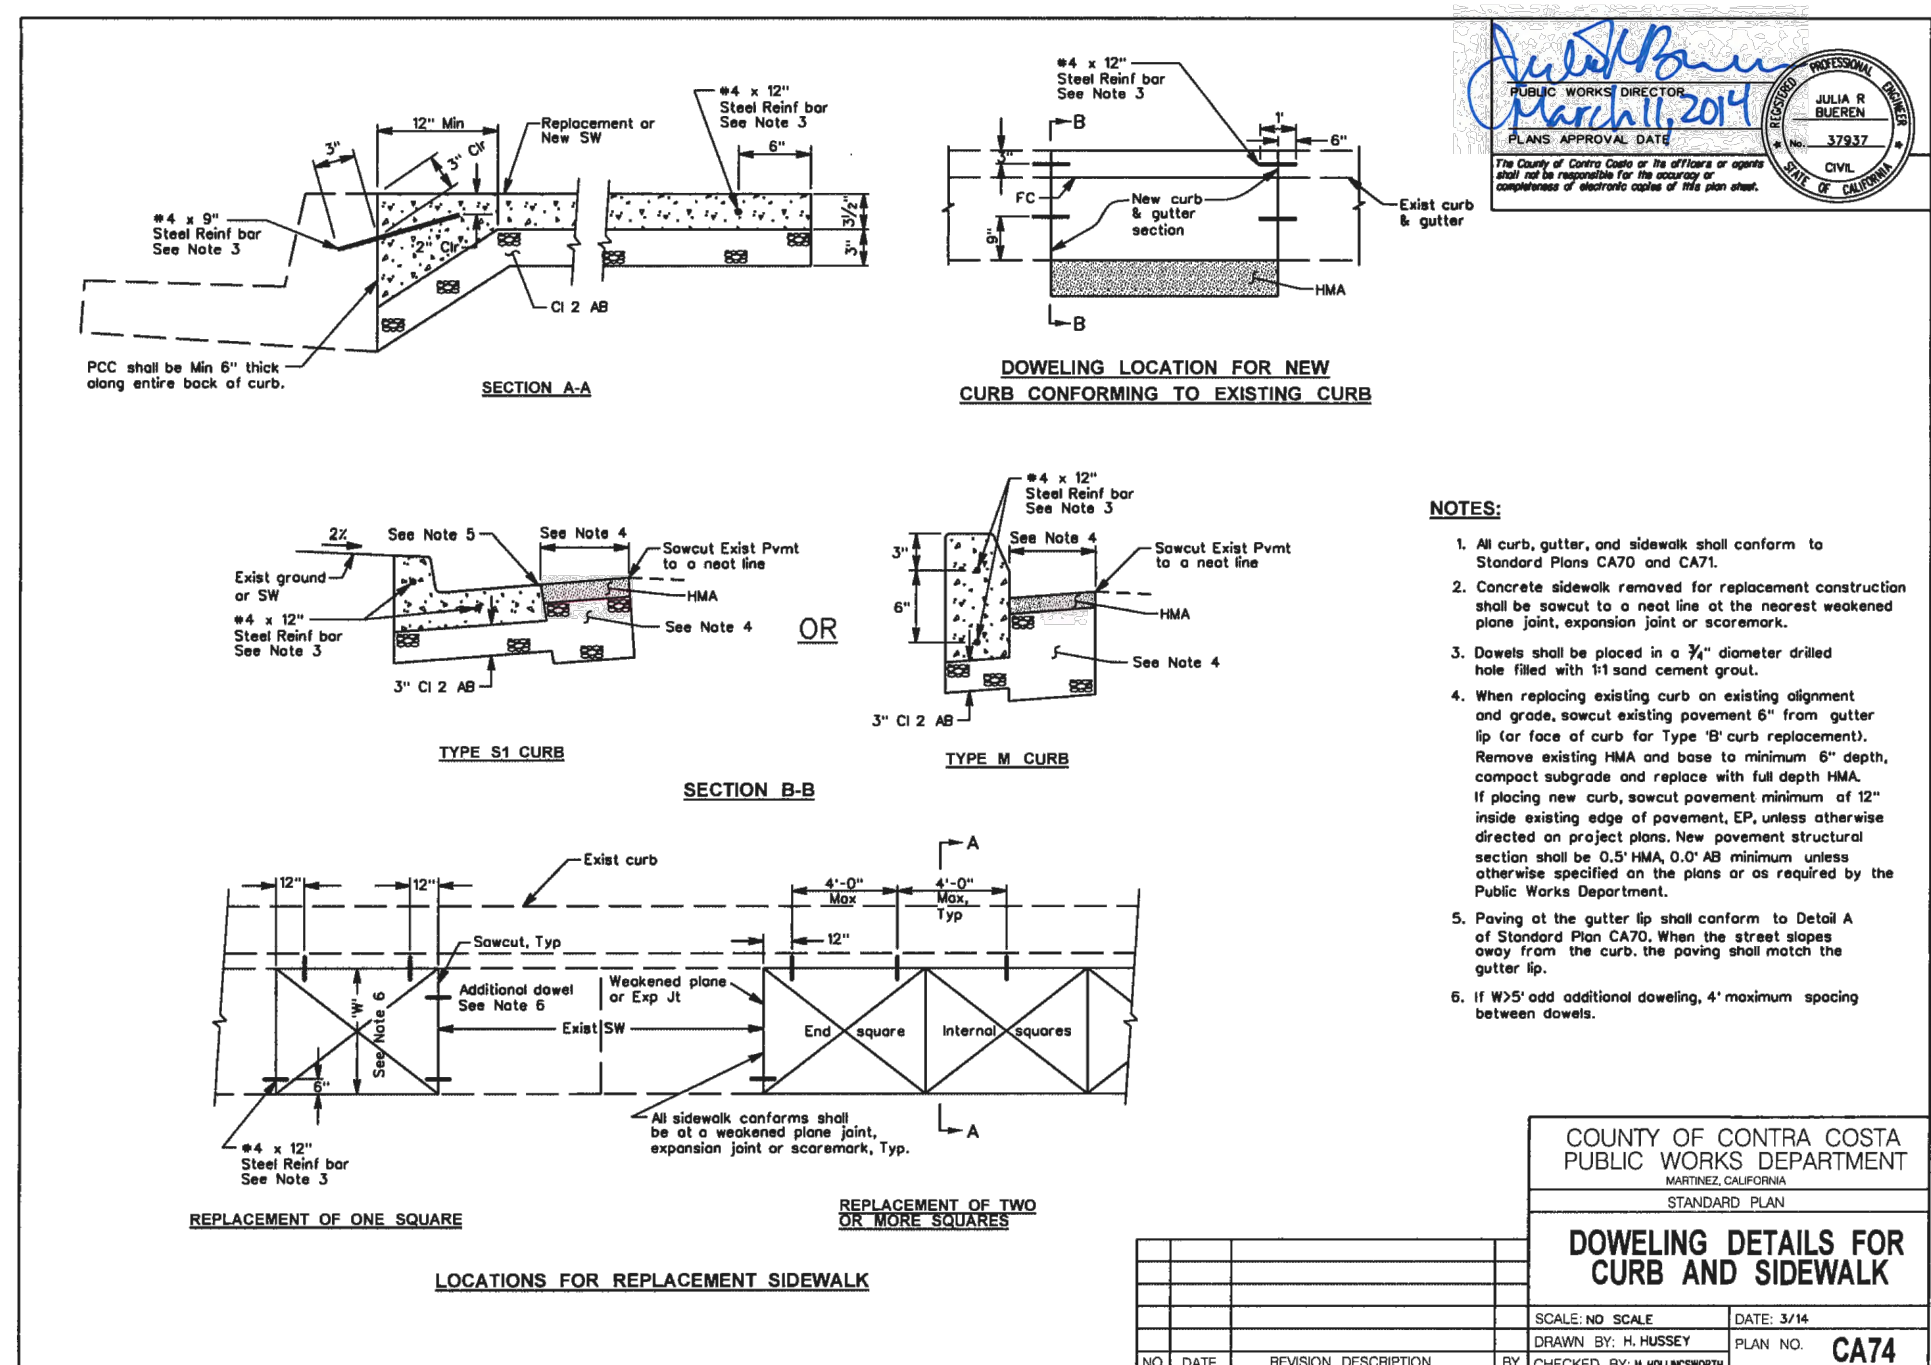 12" Min
3"
3" Clr
Replacement or
New SW
#4 x 12"
Steel Reinf bar
See Note 3
6"
#4 x 9"
Steel Reinf bar
See Note 3
2" Clr
3½"
3"
Cl 2 AB
PCC shall be Min 6" thick
along entire back of curb.
SECTION A-A
#4 x 12"
Steel Reinf bar
See Note 3
B
1'
6"
3"
FC
New curb
& gutter
section
Exist curb
& gutter
9"
HMA
B
DOWELING LOCATION FOR NEW
CURB CONFORMING TO EXISTING CURB
PUBLIC WORKS DIRECTOR
March 11, 2014
PLANS APPROVAL DATE
The County of Contra Costa or its officers or agents
shall not be responsible for the accuracy or
completeness of electronic copies of this plan sheet.
REGISTERED PROFESSIONAL ENGINEER
JULIA R
BUEREN
No. 37937
CIVIL
STATE OF CALIFORNIA
2%
See Note 5
See Note 4
Sawcut Exist Pvmt
to a neat line
Exist ground
or SW
HMA
#4 x 12"
Steel Reinf bar
See Note 3
See Note 4
3" Cl 2 AB
TYPE S1 CURB
OR
#4 x 12"
Steel Reinf bar
See Note 3
3"
See Note 4
Sawcut Exist Pvmt
to a neat line
6"
HMA
See Note 4
3" Cl 2 AB
TYPE M CURB
SECTION B-B
NOTES:
1. All curb, gutter, and sidewalk shall conform to
Standard Plans CA70 and CA71.
2. Concrete sidewalk removed for replacement construction
shall be sawcut to a neat line at the nearest weakened
plane joint, expansion joint or scoremark.
3. Dowels shall be placed in a ¾" diameter drilled
hole filled with 1:1 sand cement grout.
4. When replacing existing curb on existing alignment
and grade, sawcut existing pavement 6" from gutter
lip (or face of curb for Type 'B' curb replacement).
Remove existing HMA and base to minimum 6" depth,
compact subgrade and replace with full depth HMA.
If placing new curb, sawcut pavement minimum of 12"
inside existing edge of pavement, EP, unless otherwise
directed on project plans. New pavement structural
section shall be 0.5' HMA, 0.0' AB minimum unless
otherwise specified on the plans or as required by the
Public Works Department.
5. Paving at the gutter lip shall conform to Detail A
of Standard Plan CA70. When the street slopes
away from the curb. the paving shall match the
gutter lip.
6. If W>5' add additional doweling, 4' maximum spacing
between dowels.
Exist curb
A
12"
12"
4'-0"
Max
4'-0"
Max,
Typ
Sawcut, Typ
12"
'W'
See Note 6
Additional dowel
See Note 6
Weakened plane
or Exp Jt
Exist SW
End square
Internal squares
6"
#4 x 12"
Steel Reinf bar
See Note 3
All sidewalk conforms shall
be at a weakened plane joint,
expansion joint or scoremark, Typ.
A
REPLACEMENT OF ONE SQUARE
REPLACEMENT OF TWO
OR MORE SQUARES
LOCATIONS FOR REPLACEMENT SIDEWALK
COUNTY OF CONTRA COSTA
PUBLIC WORKS DEPARTMENT
MARTINEZ, CALIFORNIA
STANDARD PLAN
DOWELING DETAILS FOR
CURB AND SIDEWALK
SCALE: NO SCALE
DATE: 3/14
DRAWN BY: H. HUSSEY
PLAN NO. CA74
NO DATE REVISION DESCRIPTION BY
CHECKED BY: M HOLLINGSWORTH